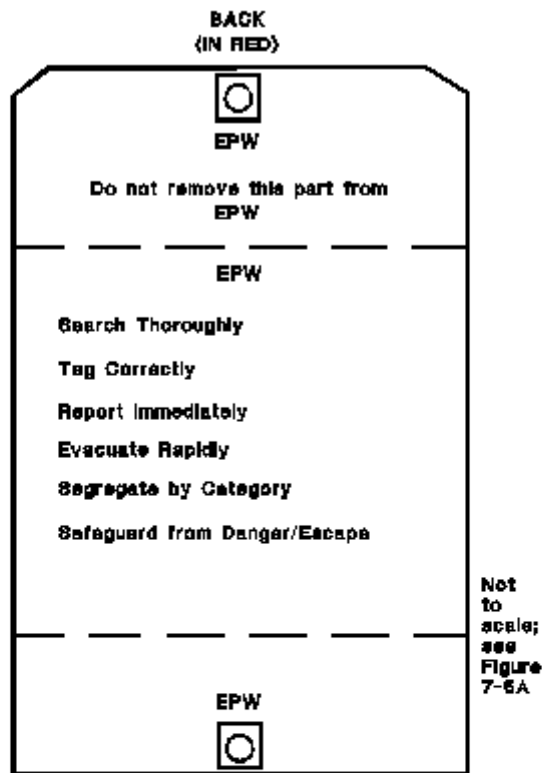 BACK
(IN RED)
EPW
Do not remove this part from
EPW
EPW
Search Thoroughly
Tag Correctly
Report Immediately
Evacuate Rapidly
Segregate by Category
Safeguard from Danger/Escape
Not
to
scale;
see
Figure
7-6A
EPW